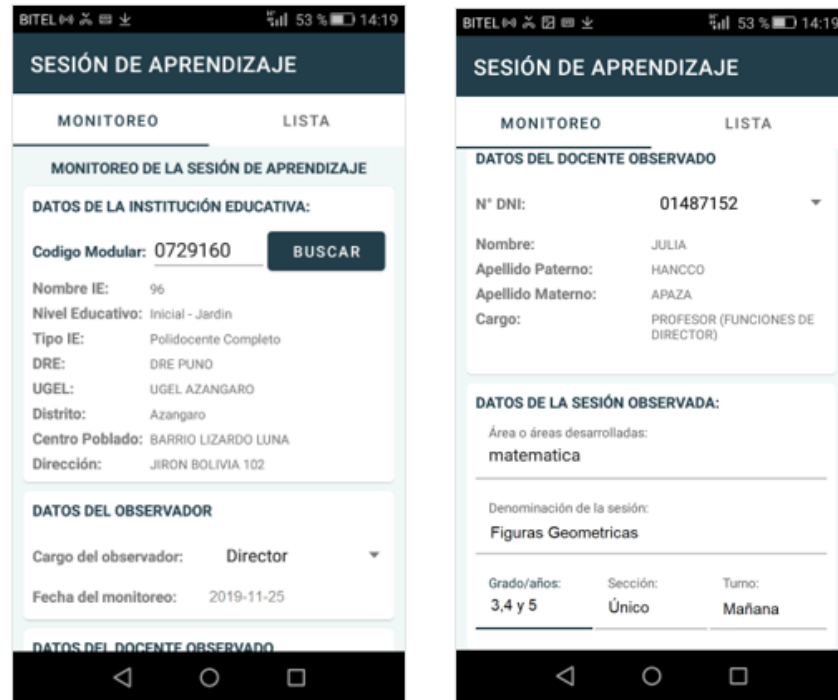 BITEL 53 % 14:19
SESIÓN DE APRENDIZAJE
MONITOREO LISTA
MONITOREO DE LA SESIÓN DE APRENDIZAJE
DATOS DE LA INSTITUCIÓN EDUCATIVA:
Codigo Modular: 0729160 BUSCAR
Nombre IE: 96
Nivel Educativo: Inicial - Jardin
Tipo IE: Polidocente Completo
DRE: DRE PUNO
UGEL: UGEL AZANGARO
Distrito: Azangaro
Centro Poblado: BARRIO LIZARDO LUNA
Dirección: JIRON BOLIVIA 102
DATOS DEL OBSERVADOR
Cargo del observador: Director
Fecha del monitoreo: 2019-11-25
DATOS DEL DOCENTE OBSERVADO
BITEL 53 % 14:19
SESIÓN DE APRENDIZAJE
MONITOREO LISTA
DATOS DEL DOCENTE OBSERVADO
N° DNI: 01487152
Nombre: JULIA
Apellido Paterno: HANCCO
Apellido Materno: APAZA
Cargo: PROFESOR (FUNCIONES DE
DIRECTOR)
DATOS DE LA SESIÓN OBSERVADA:
Área o áreas desarrolladas:
matematica
Denominación de la sesión:
Figuras Geometricas
Grado/años: Sección: Turno:
3,4 y 5 Único Mañana